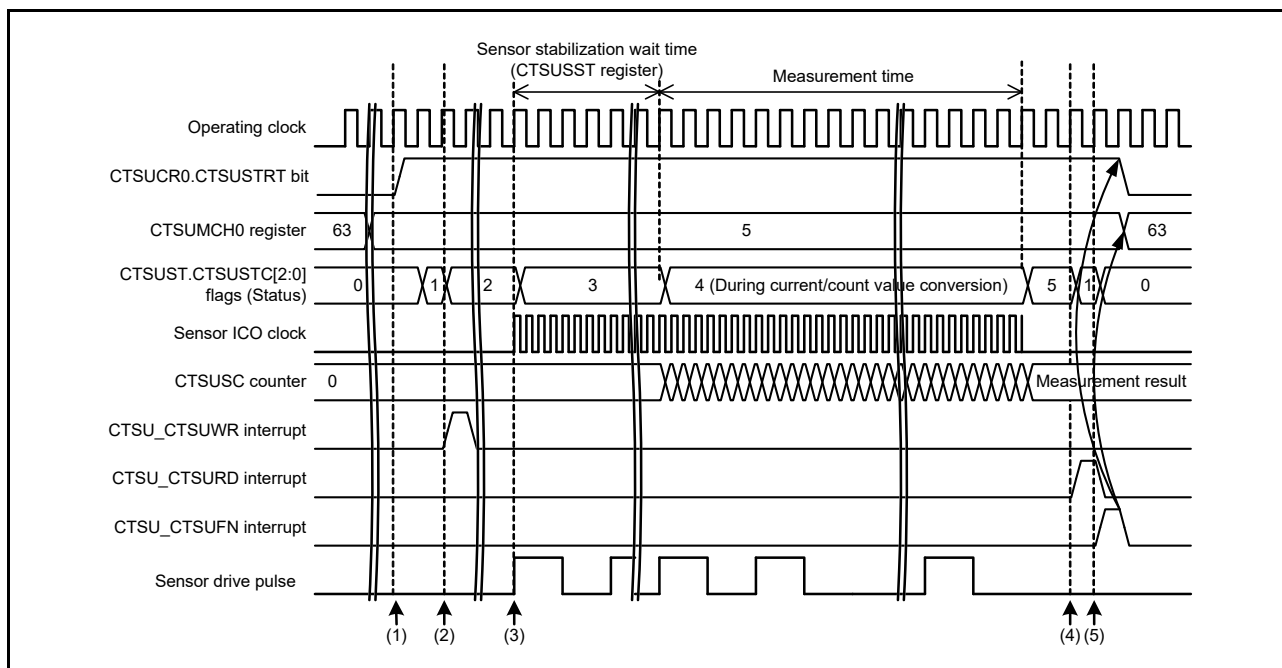 Sensor stabilization wait time
(CTSUSST register)
Measurement time
Operating clock
CTSUCR0.CTSUSTRT bit
CTSUMCH0 register
63
5
63
CTSUST.CTSUSTC[2:0]
flags (Status)
0
1
2
3
4 (During current/count value conversion)
5
1
0
Sensor ICO clock
CTSUSC counter
0
Measurement result
CTSU_CTSUWR interrupt
CTSU_CTSURD interrupt
CTSU_CTSUFN interrupt
Sensor drive pulse
(1)
(2)
(3)
(4)
(5)